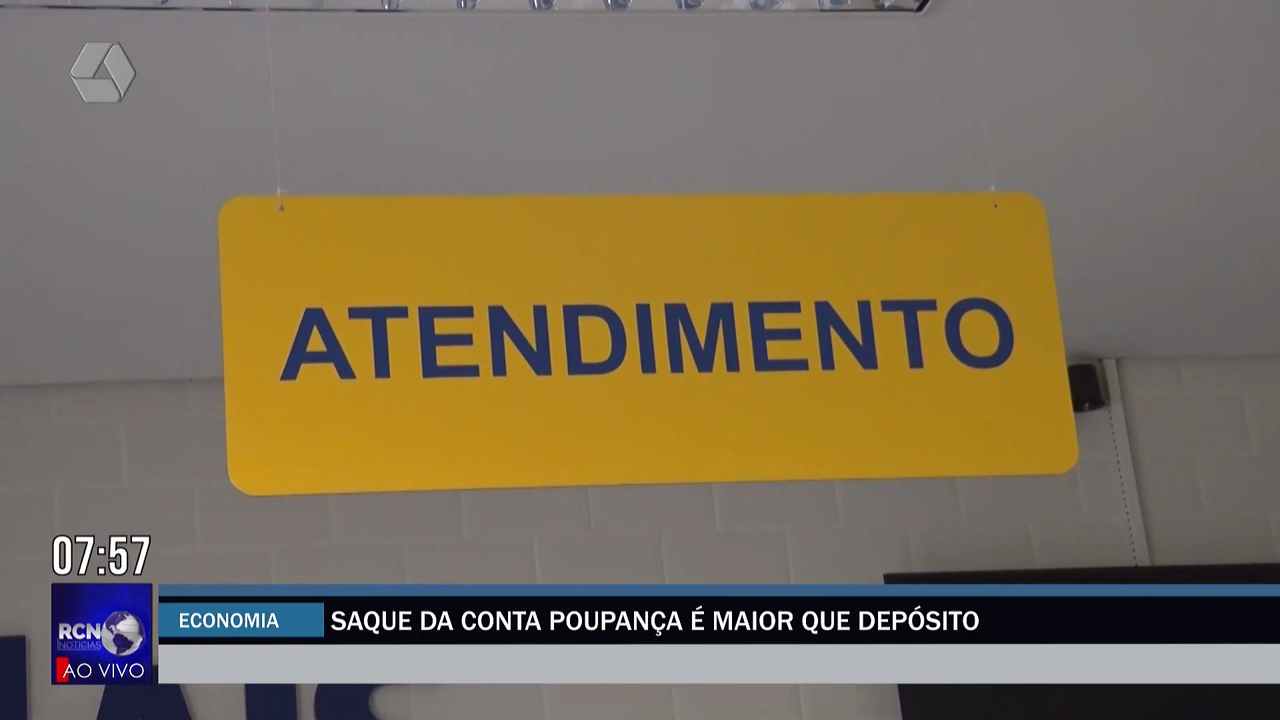 ATENDIMENTO
07:57
RCN
NOTÍCIAS
AO VIVO
ECONOMIA
SAQUE DA CONTA POUPANÇA É MAIOR QUE DEPÓSITO